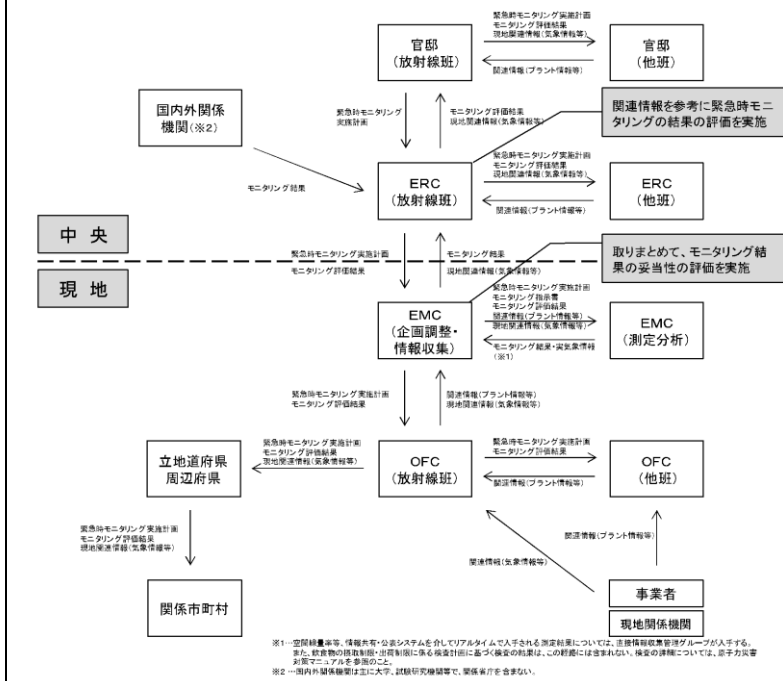 緊急時モニタリング実施計画
モニタリング評価結果
現地関連情報(気象情報等)
官邸
(放射線班)
官邸
(他班)
関連情報(プラント情報等)
国内外関係
機関(※2)
緊急時モニタリング
実施計画
モニタリング評価結果
現地関連情報(気象情報等)
関連情報を参考に緊急時モニ
タリングの結果の評価を実施
モニタリング結果
緊急時モニタリング実施計画
モニタリング評価結果
現地関連情報(気象情報等)
ERC
(放射線班)
ERC
(他班)
関連情報(プラント情報等)
中 央
緊急時モニタリング実施計画
モニタリング評価結果
モニタリング結果
現地関連情報(気象情報等)
取りまとめて、モニタリング結
果の妥当性の評価を実施
現 地
緊急時モニタリング実施計画
モニタリング指示書
モニタリング評価結果
関連情報(プラント情報等)
現地関連情報(気象情報等)
EMC
(企画調整・
情報収集)
EMC
(測定分析)
モニタリング結果・実気象情報
(※1)
緊急時モニタリング実施計画
モニタリング評価結果
関連情報(プラント情報等)
現地関連情報(気象情報等)
立地道府県
周辺府県
緊急時モニタリング実施計画
モニタリング評価結果
現地関連情報(気象情報等)
OFC
(放射線班)
緊急時モニタリング実施計画
モニタリング評価結果
関連情報(プラント情報等)
OFC
(他班)
緊急時モニタリング実施計画
モニタリング評価結果
現地関連情報(気象情報等)
関連情報(プラント情報等)
関連情報(気象情報等)
関係市町村
事業者
現地関係機関
※1…空間線量率等、情報共有・公表システムを介してリアルタイムで入手される測定結果については、直接情報収集管理グループが入手する。
また、飲食物の摂取制限・出荷制限に係る検査計画に基づく検査の結果は、この経路には含まれない。検査の詳細については、原子力災害
対策マニュアルを参照のこと。
※2…国内外関係機関は主に大学、試験研究機関等で、関係省庁を含まない。